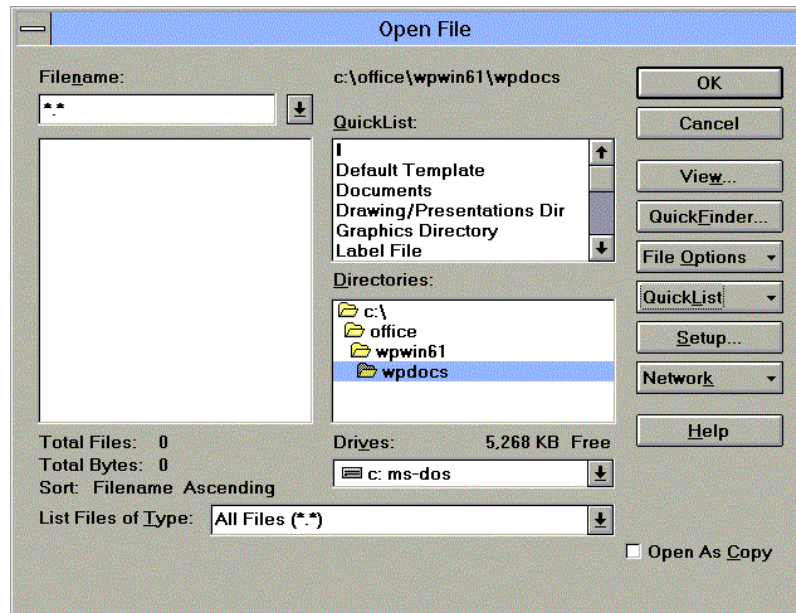 Open File
Filename:
*.*
Total Files: 0
Total Bytes: 0
Sort: Filename Ascending
List Files of Type: All Files (*.*)
c:\office\wpwin61\wpdocs
QuickList:
I
Default Template
Documents
Drawing/Presentations Dir
Graphics Directory
Label File
Directories:
c:\
office
wpwin61
wpdocs
Drives: 5,268 KB Free
c: ms-dos
OK
Cancel
View...
QuickFinder...
File Options
QuickList
Setup...
Network
Help
Open As Copy